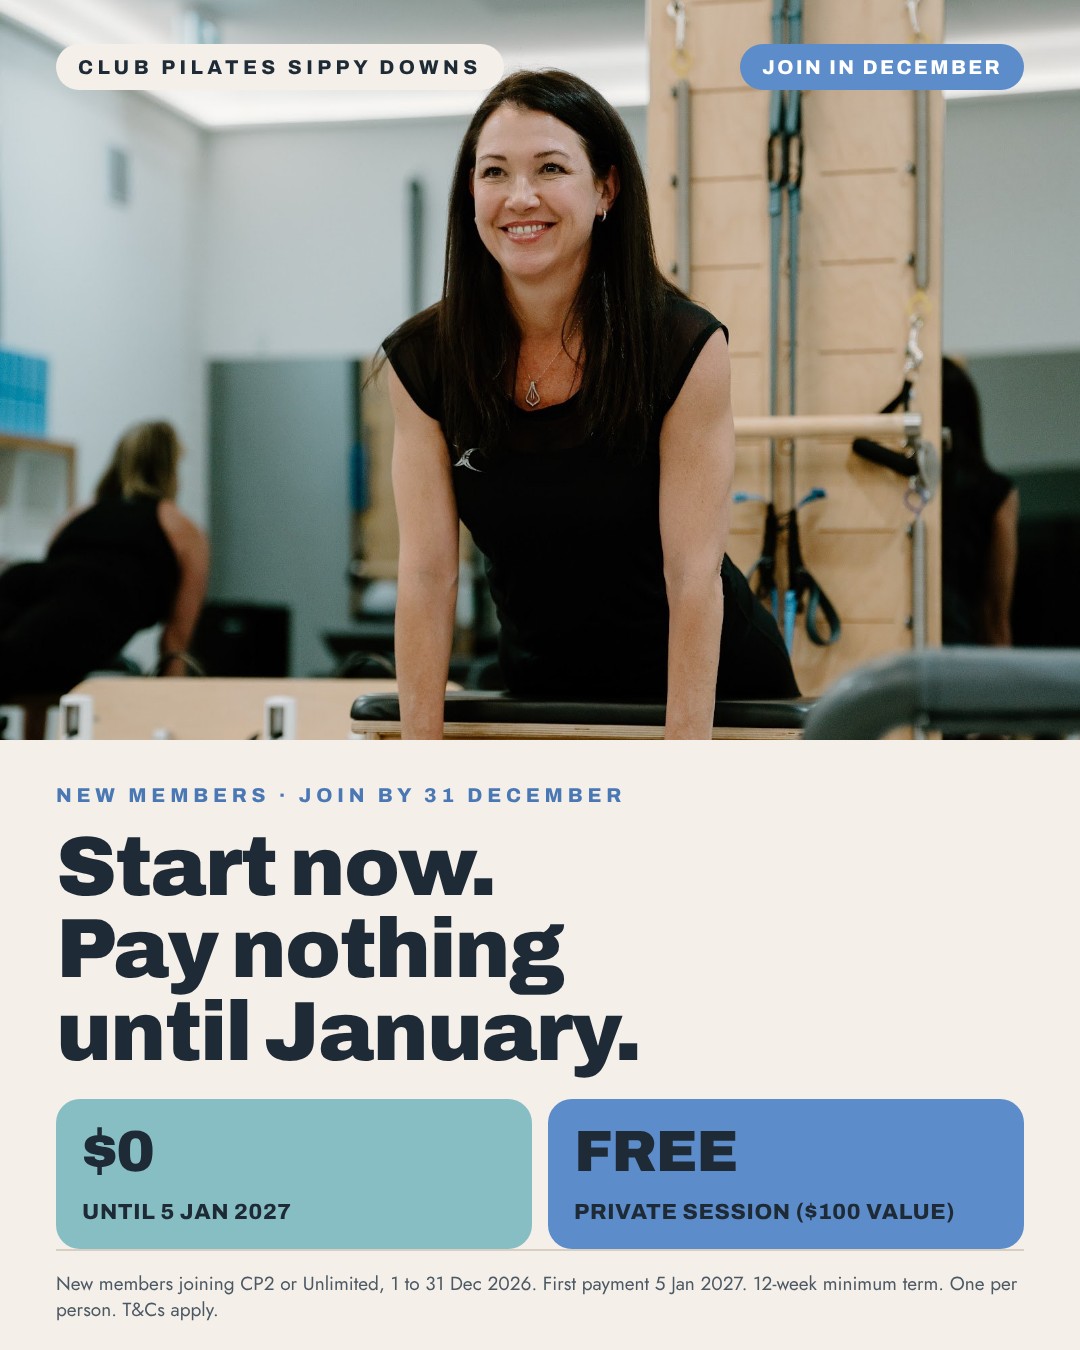 CLUB PILATES SIPPY DOWNS
JOIN IN DECEMBER
NEW MEMBERS · JOIN BY 31 DECEMBER
Start now.
Pay nothing
until January.
$0
UNTIL 5 JAN 2027
FREE
PRIVATE SESSION ($100 VALUE)
New members joining CP2 or Unlimited, 1 to 31 Dec 2026. First payment 5 Jan 2027. 12-week minimum term. One per
person. T&Cs apply.